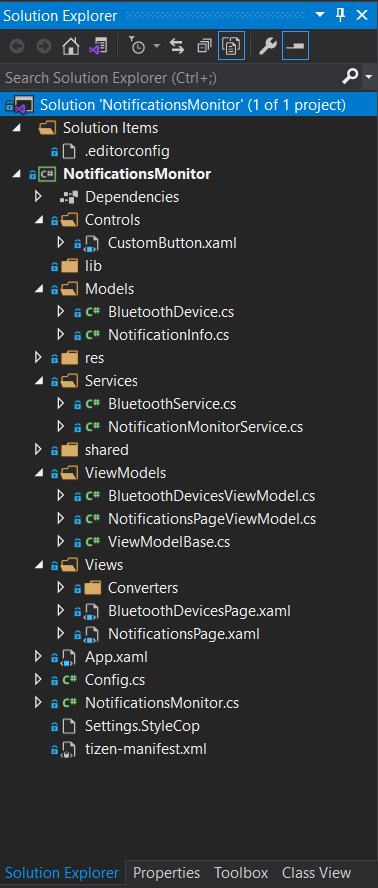 Solution Explorer
Search Solution Explorer (Ctrl+;)
Solution 'NotificationsMonitor' (1 of 1 project)
Solution Items
.editorconfig
C# NotificationsMonitor
Dependencies
Controls
CustomButton.xaml
lib
Models
C# BluetoothDevice.cs
C# NotificationInfo.cs
res
Services
C# BluetoothService.cs
C# NotificationMonitorService.cs
shared
ViewModels
C# BluetoothDevicesViewModel.cs
C# NotificationsPageViewModel.cs
C# ViewModelBase.cs
Views
Converters
BluetoothDevicesPage.xaml
NotificationsPage.xaml
App.xaml
C# Config.cs
C# NotificationsMonitor.cs
Settings.StyleCop
tizen-manifest.xml
Solution Explorer Properties Toolbox Class View